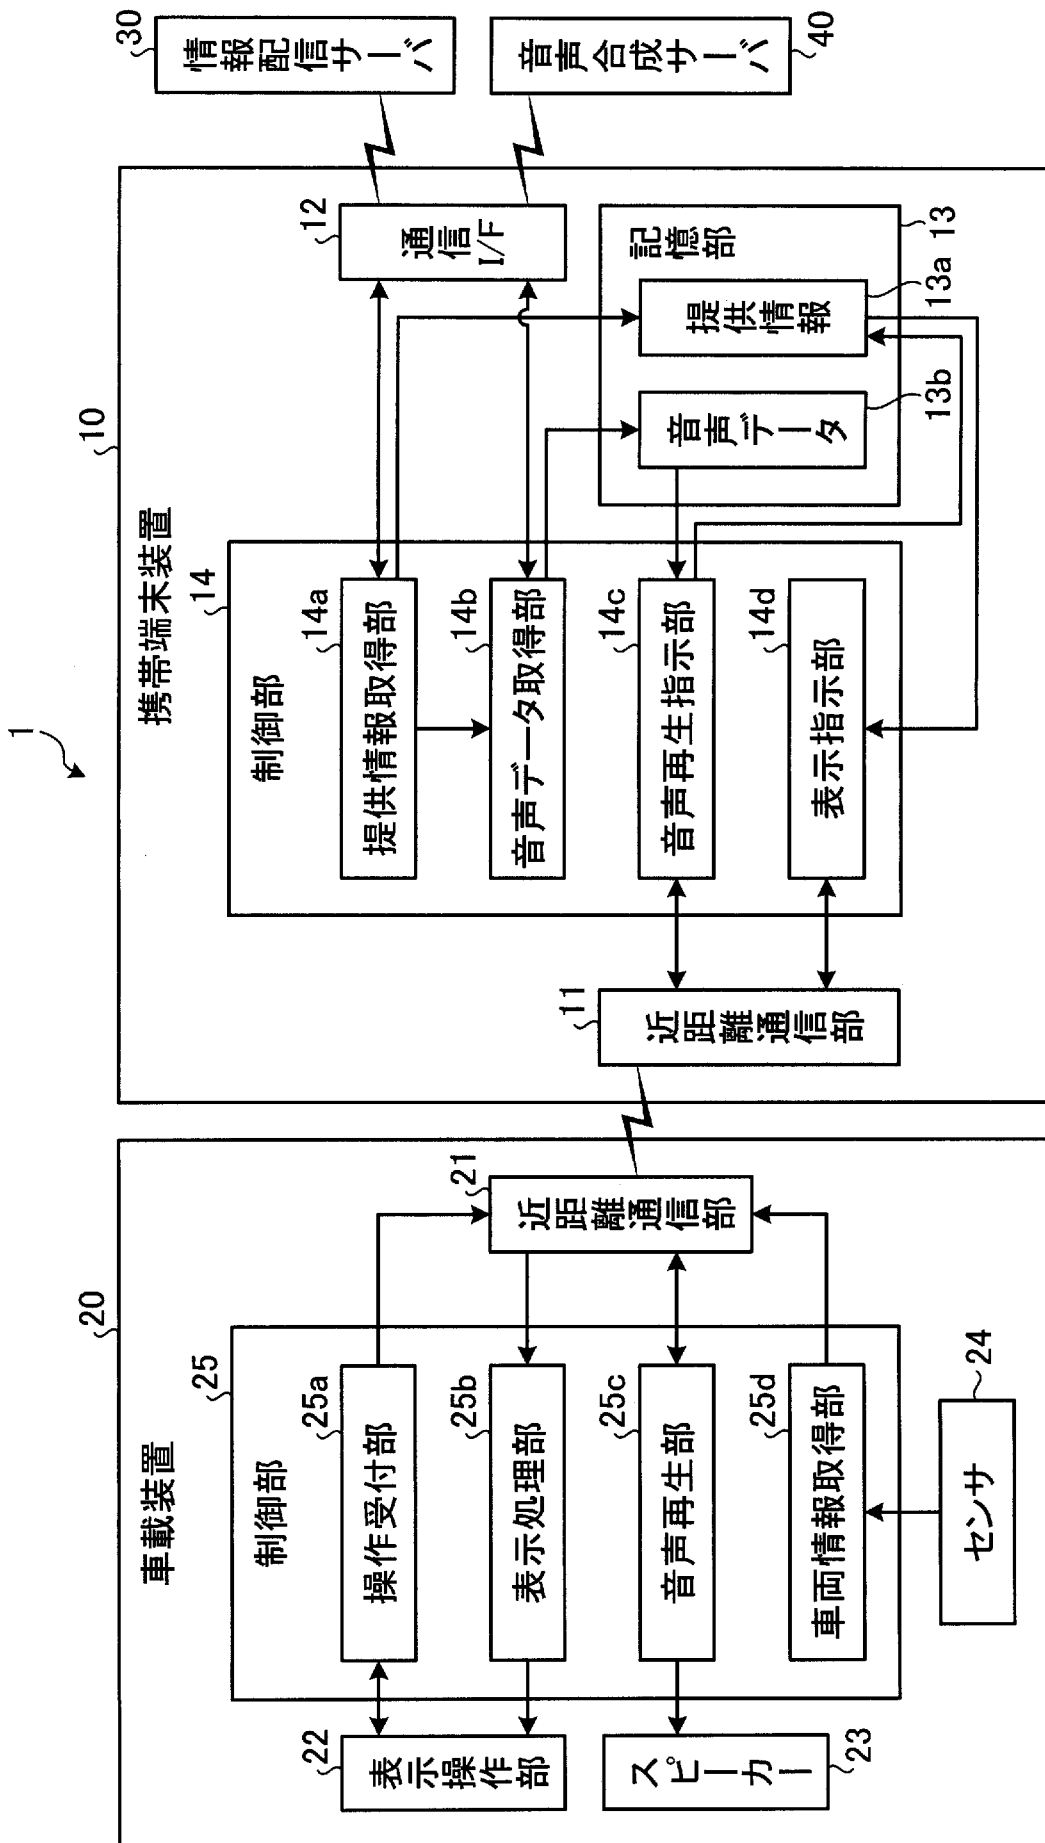 1
20
車載装置
25
制御部
25a
操作受付部
25b
表示処理部
25c
音声再生部
25d
車両情報取得部
22
表示操作部
23
スピーカー
24
センサ
21
近距離通信部
10
携帯端末装置
11
近距離通信部
14
制御部
14a
提供情報取得部
14b
音声データ取得部
14c
音声再生指示部
14d
表示指示部
12
通信
I/F
13
記憶部
13a
提供情報
13b
音声データ
30
情報配信サーバ
40
音声合成サーバ